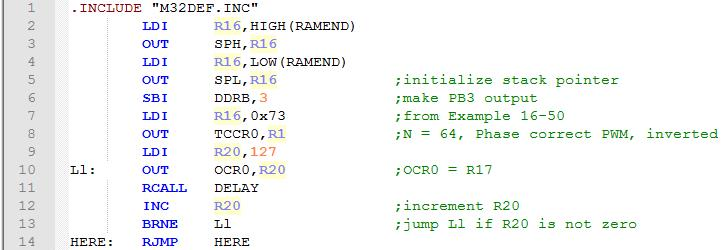 1 .INCLUDE "M32DEF.INC"
2 LDI R16,HIGH(RAMEND)
3 OUT SPH,R16
4 LDI R16,LOW(RAMEND)
5 OUT SPL,R16 ;initialize stack pointer
6 SBI DDRB,3 ;make PB3 output
7 LDI R16,0x73 ;from Example 16-50
8 OUT TCCR0,R1 ;N = 64, Phase correct PWM, inverted
9 LDI R20,127
10 Ll: OUT OCR0,R20 ;OCR0 = R17
11 RCALL DELAY
12 INC R20 ;increment R20
13 BRNE Ll ;jump Ll if R20 is not zero
14 HERE: RJMP HERE